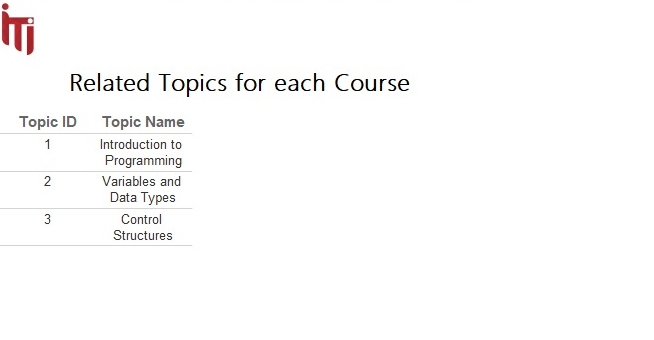 iTi
Related Topics for each Course
Topic ID Topic Name
1 Introduction to
Programming
2 Variables and
Data Types
3 Control
Structures